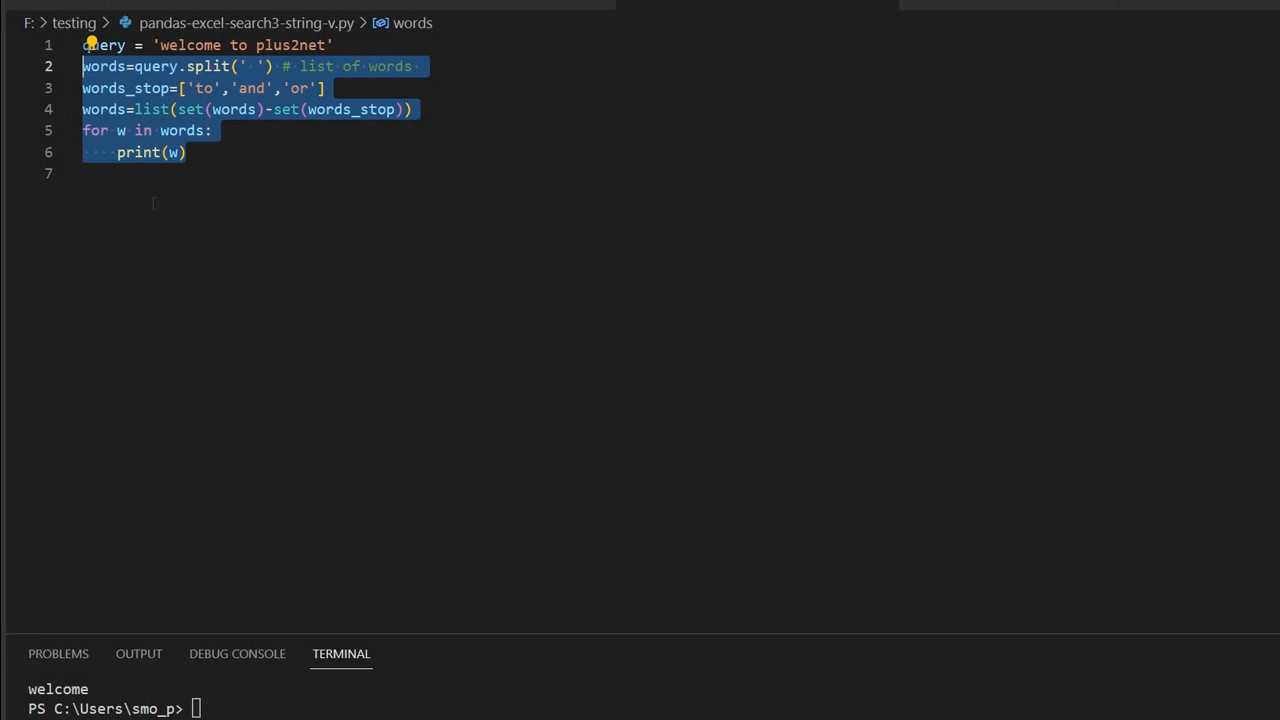 F: > testing > pandas-excel-search3-string-v.py > words
1 query = 'welcome to plus2net'
2 words=query.split(' ') # list of words
3 words_stop=['to','and','or']
4 words=list(set(words)-set(words_stop))
5 for w in words:
6     print(w)
7
PROBLEMS OUTPUT DEBUG CONSOLE TERMINAL
welcome
PS C:\Users\smo_p>